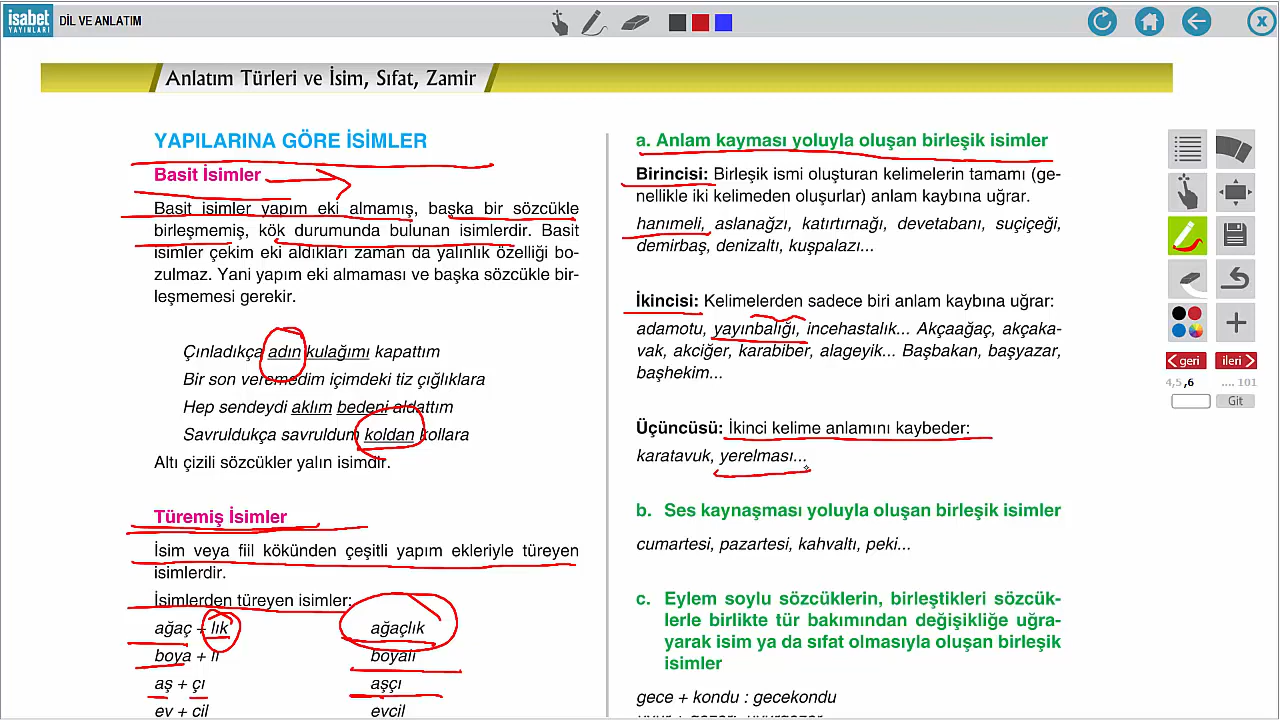 isabet
YAYINLARI
DİL VE ANLATIM
Anlatım Türleri ve İsim, Sıfat, Zamir
YAPILARINA GÖRE İSİMLER
Basit İsimler
Basit isimler yapım eki almamış, başka bir sözcükle
birleşmemiş, kök durumunda bulunan isimlerdir. Basit
isimler çekim eki aldıkları zaman da yalınlık özelliği bo-
zulmaz. Yani yapım eki almaması ve başka sözcükle bir-
leşmemesi gerekir.
Çınladıkça adın kulağımı kapattım
Bir son veremedim içimdeki tiz çığlıklara
Hep sendeydi aklım bedeni aldattım
Savruldukça savruldum koldan kollara
Altı çizili sözcükler yalın isimdir.
Türemiş İsimler
İsim veya fiil kökünden çeşitli yapım ekleriyle türeyen
isimlerdir.
İsimlerden türeyen isimler:
ağaç + lık ağaçlık
boya + lı boyalı
aş + çı aşçı
ev + cil evcil
a. Anlam kayması yoluyla oluşan birleşik isimler
Birincisi: Birleşik ismi oluşturan kelimelerin tamamı (ge-
nellikle iki kelimeden oluşurlar) anlam kaybına uğrar.
hanımeli, aslanağzı, katırtırnağı, devetabanı, suçiçeği,
demirbaş, denizaltı, kuşpalazı...
İkincisi: Kelimelerden sadece biri anlam kaybına uğrar:
adamotu, yayınbalığı, incehastalık... Akçaağaç, akçaka-
vak, akciğer, karabiber, alageyik... Başbakan, başyazar,
başhekim...
Üçüncüsü: İkinci kelime anlamını kaybeder:
karatavuk, yerelması...
b. Ses kaynaşması yoluyla oluşan birleşik isimler
cumartesi, pazartesi, kahvaltı, peki...
c. Eylem soylu sözcüklerin, birleştikleri sözcük-
lerle birlikte tür bakımından değişikliğe uğra-
yarak isim ya da sıfat olmasıyla oluşan birleşik
isimler
gece + kondu : gecekondu
uyur + gezer: uyurgezer
geri ileri
4,5,6 .... 101
Git